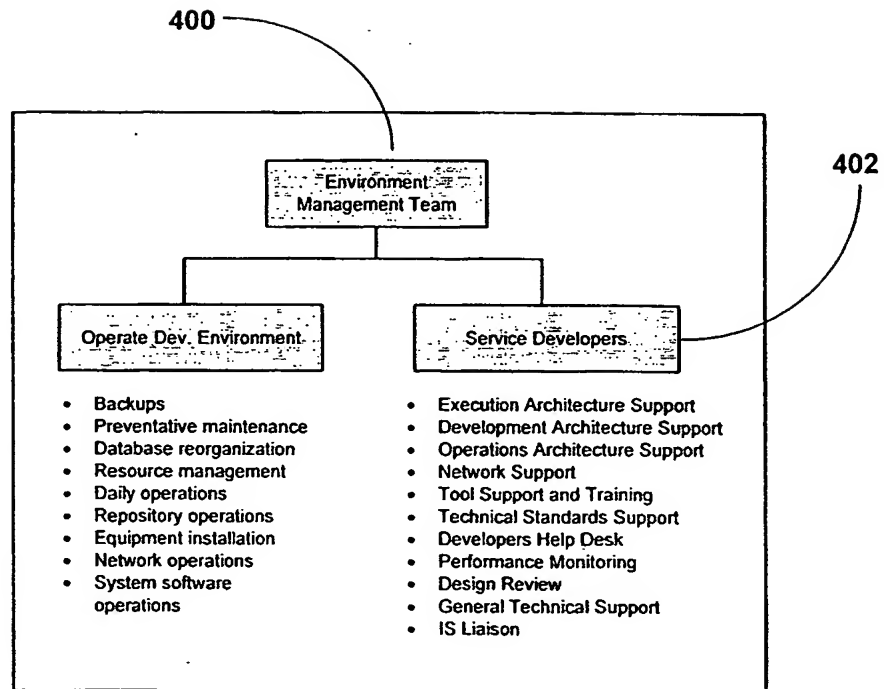 400
402
Environment
Management Team
Operate Dev. Environment
Service Developers
• Backups
• Preventative maintenance
• Database reorganization
• Resource management
• Daily operations
• Repository operations
• Equipment installation
• Network operations
• System software
operations
• Execution Architecture Support
• Development Architecture Support
• Operations Architecture Support
• Network Support
• Tool Support and Training
• Technical Standards Support
• Developers Help Desk
• Performance Monitoring
• Design Review
• General Technical Support
• IS Liaison